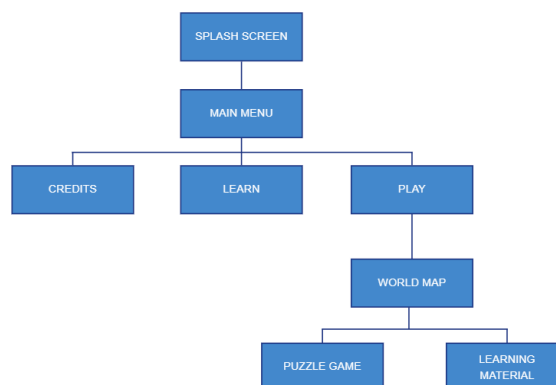 SPLASH SCREEN
MAIN MENU
CREDITS
LEARN
PLAY
WORLD MAP
PUZZLE GAME
LEARNING
MATERIAL